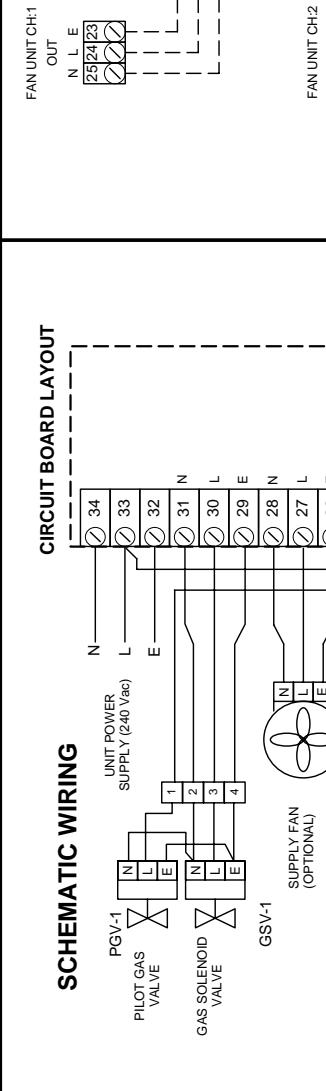 SCHEMATIC WIRING
CIRCUIT BOARD LAYOUT
UNIT POWER
SUPPLY (240 Vac)
N
L
E
34
33
32
31 N
30 L
29 E
28 N
27 L
PGV-1
PILOT GAS
VALVE
N
L
E
GAS SOLENOID
VALVE
GSV-1
N
L
E
1
2
3
4
SUPPLY FAN
(OPTIONAL)
N
L
E
FAN UNIT CH:1
OUT
N L E
25 24 23
FAN UNIT CH:2